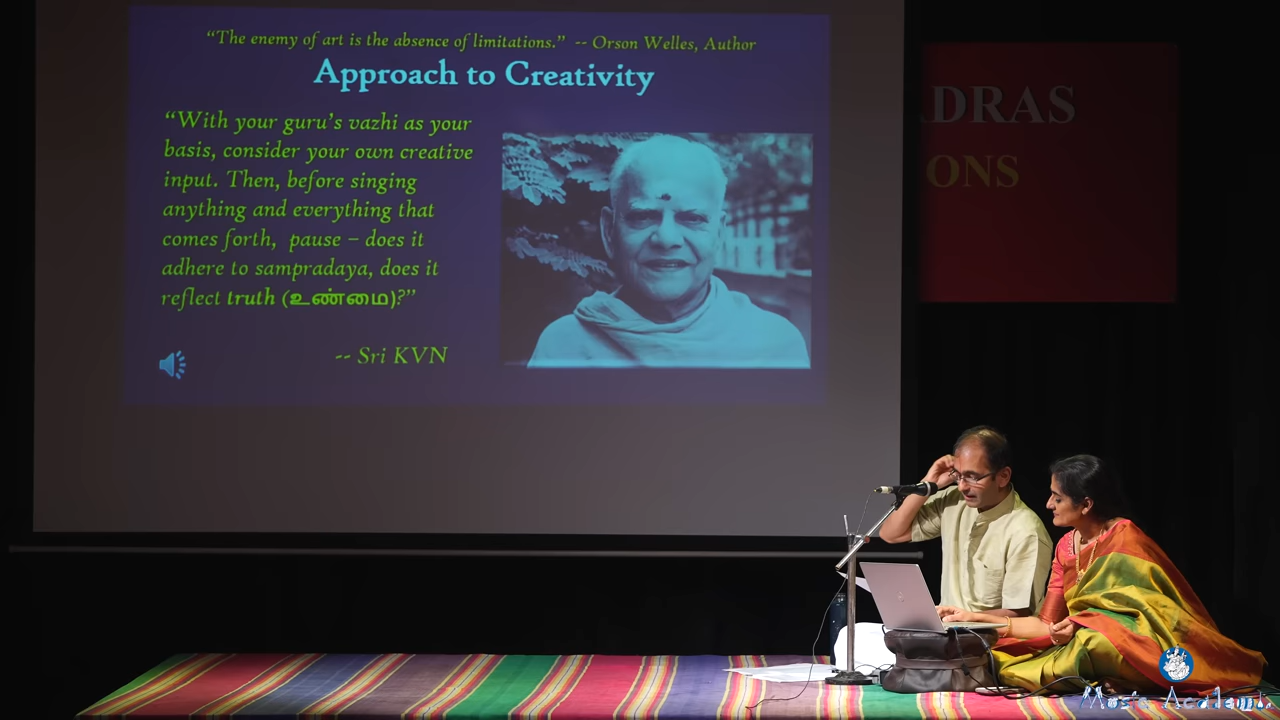 “The enemy of art is the absence of limitations.” -- Orson Welles, Author
Approach to Creativity
“With your guru’s vazhi as your
basis, consider your own creative
input. Then, before singing
anything and everything that
comes forth, pause – does it
adhere to sampradaya, does it
reflect truth (உண்மை)?”
-- Sri KVN
DRAS
ONS
Music Academy